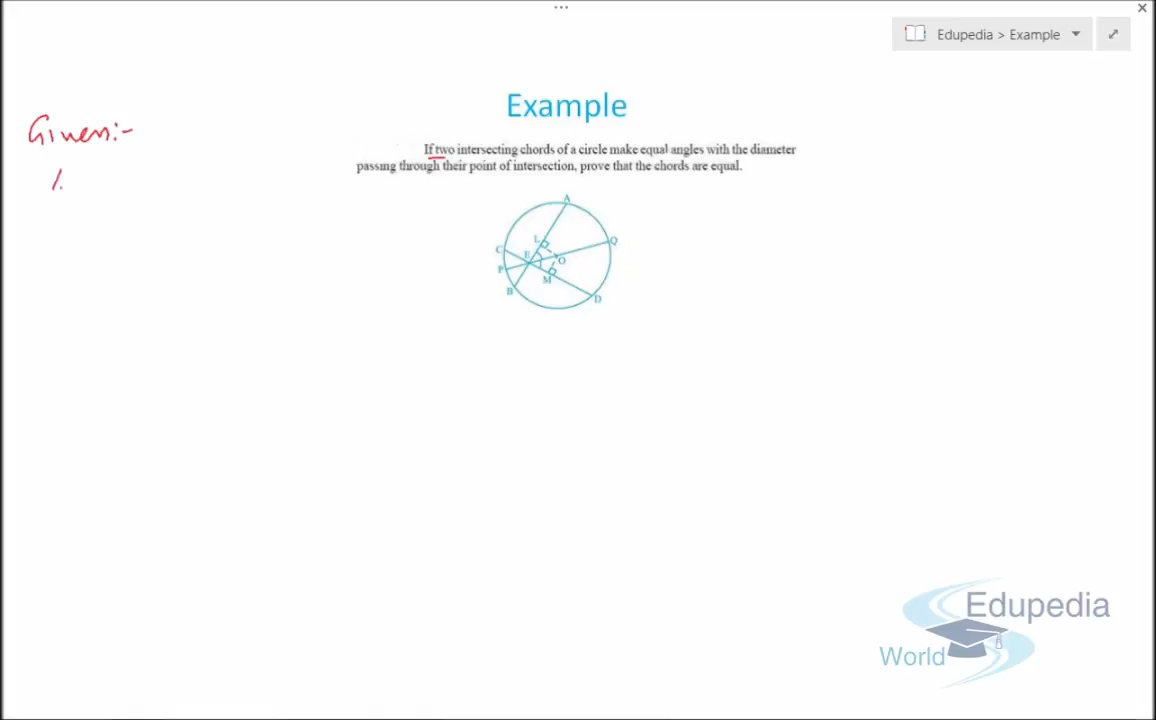 Edupedia > Example
Example
Given:-
If two intersecting chords of a circle make equal angles with the diameter
passing through their point of intersection, prove that the chords are equal.
A
L
Q
C
E
O
P
M
B
D
Edupedia
World